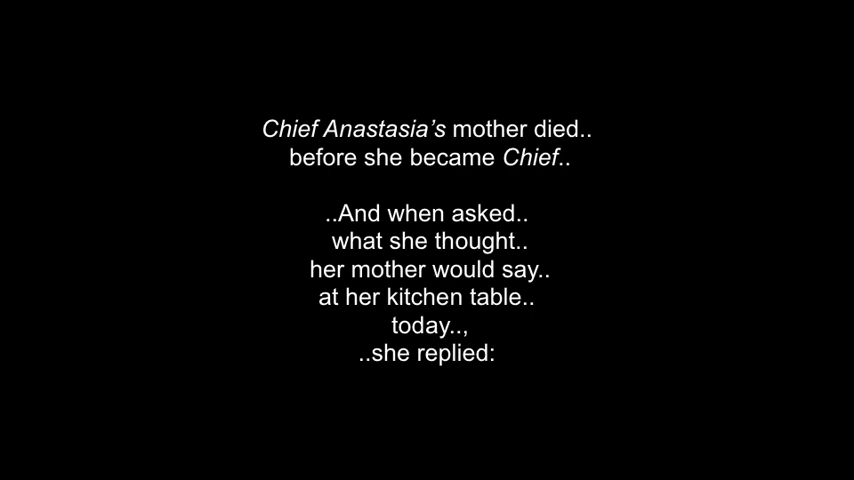 Chief Anastasia’s mother died..
before she became Chief..
..And when asked..
what she thought..
her mother would say..
at her kitchen table..
today..,
..she replied: